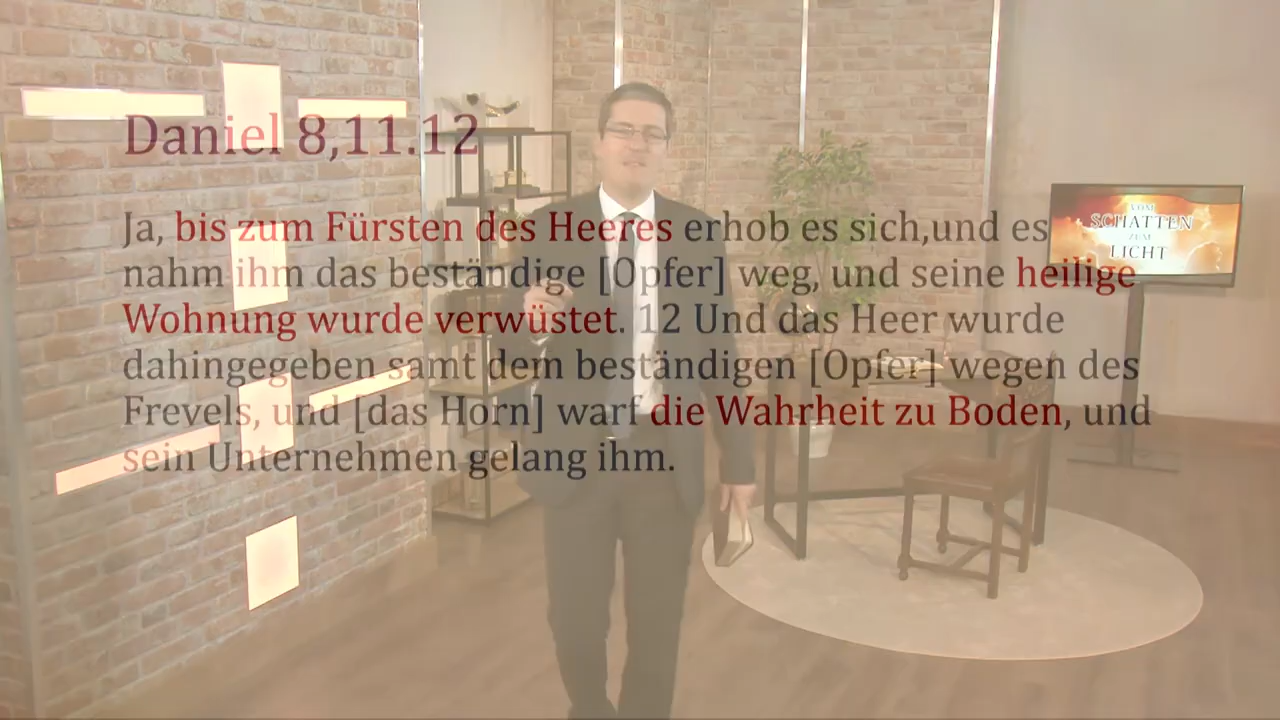 Daniel 8,11.12
Ja, bis zum Fürsten des Heeres erhob es sich,und es
nahm ihm das beständige [Opfer] weg, und seine heilige
Wohnung wurde verwüstet. 12 Und das Heer wurde
dahingegeben samt dem beständigen [Opfer] wegen des
Frevels, und [das Horn] warf die Wahrheit zu Boden, und
sein Unternehmen gelang ihm.
VOM
SCHATTEN
ZUM
LICHT